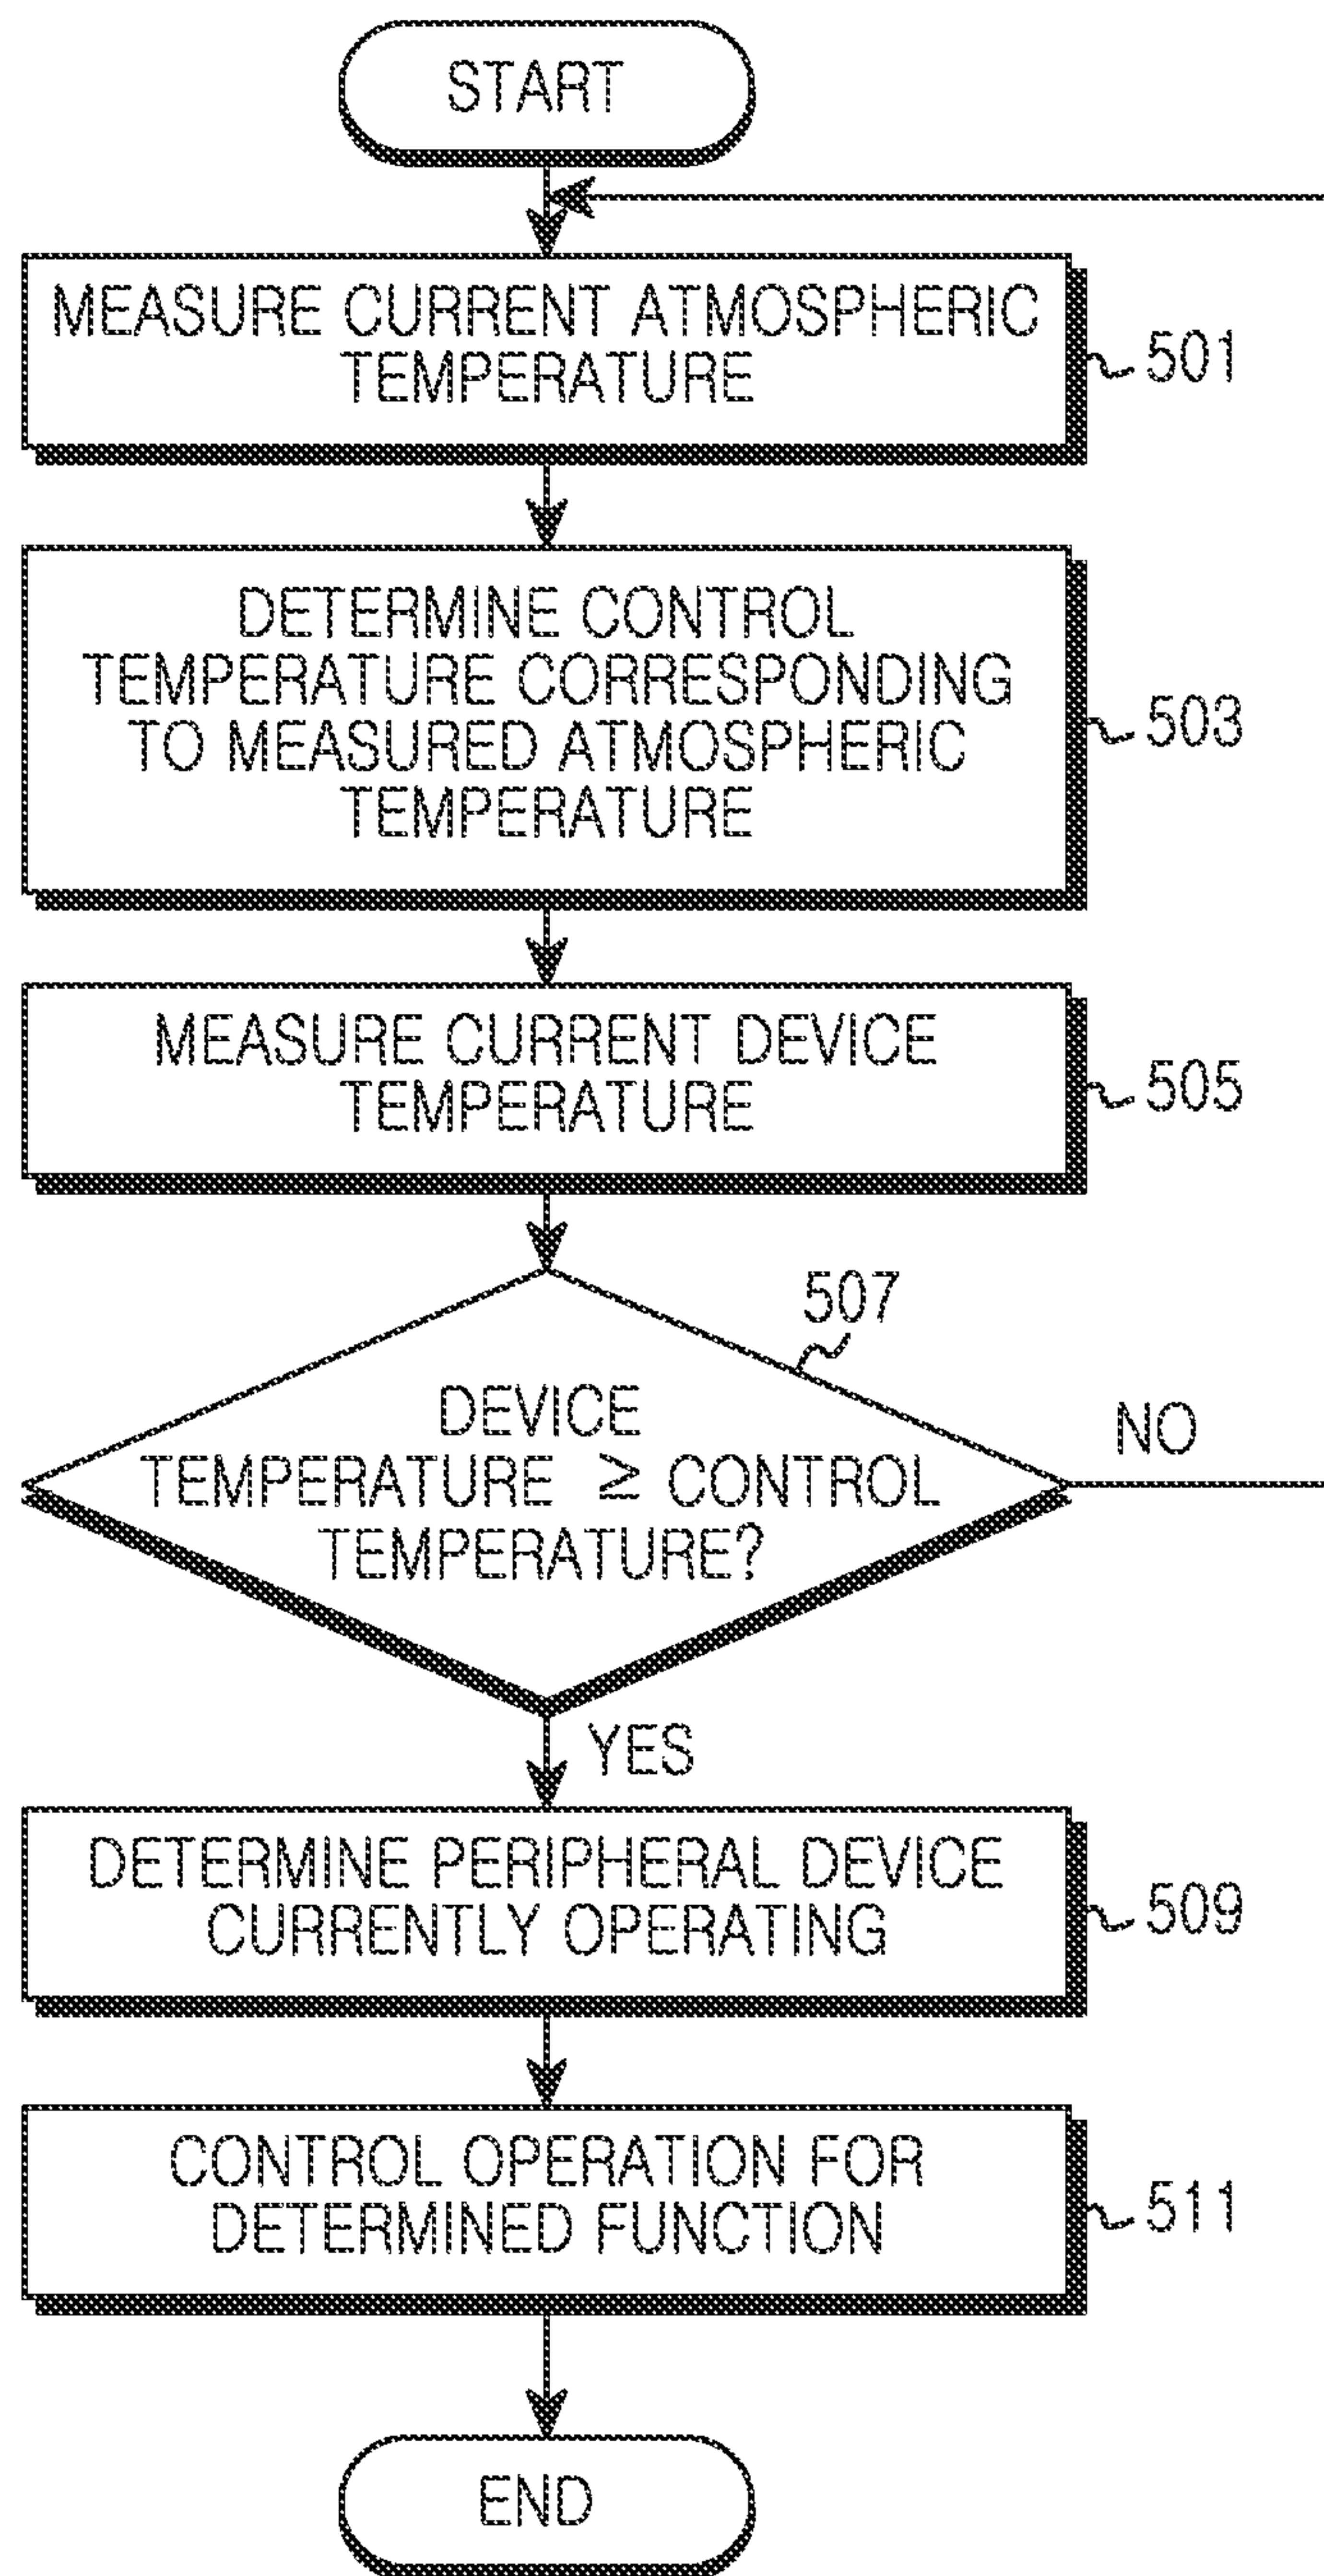 START
MEASURE CURRENT ATMOSPHERIC
TEMPERATURE
501
DETERMINE CONTROL
TEMPERATURE CORRESPONDING
TO MEASURED ATMOSPHERIC
TEMPERATURE
503
MEASURE CURRENT DEVICE
TEMPERATURE
505
507
DEVICE
TEMPERATURE ≥ CONTROL
TEMPERATURE?
NO
YES
DETERMINE PERIPHERAL DEVICE
CURRENTLY OPERATING
509
CONTROL OPERATION FOR
DETERMINED FUNCTION
511
END